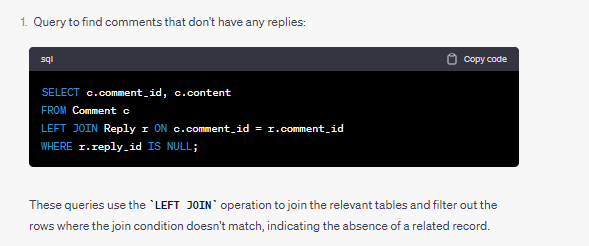 1. Query to find comments that don't have any replies:
sql Copy code
SELECT c.comment_id, c.content
FROM Comment c
LEFT JOIN Reply r ON c.comment_id = r.comment_id
WHERE r.reply_id IS NULL;
These queries use the `LEFT JOIN` operation to join the relevant tables and filter out the
rows where the join condition doesn't match, indicating the absence of a related record.